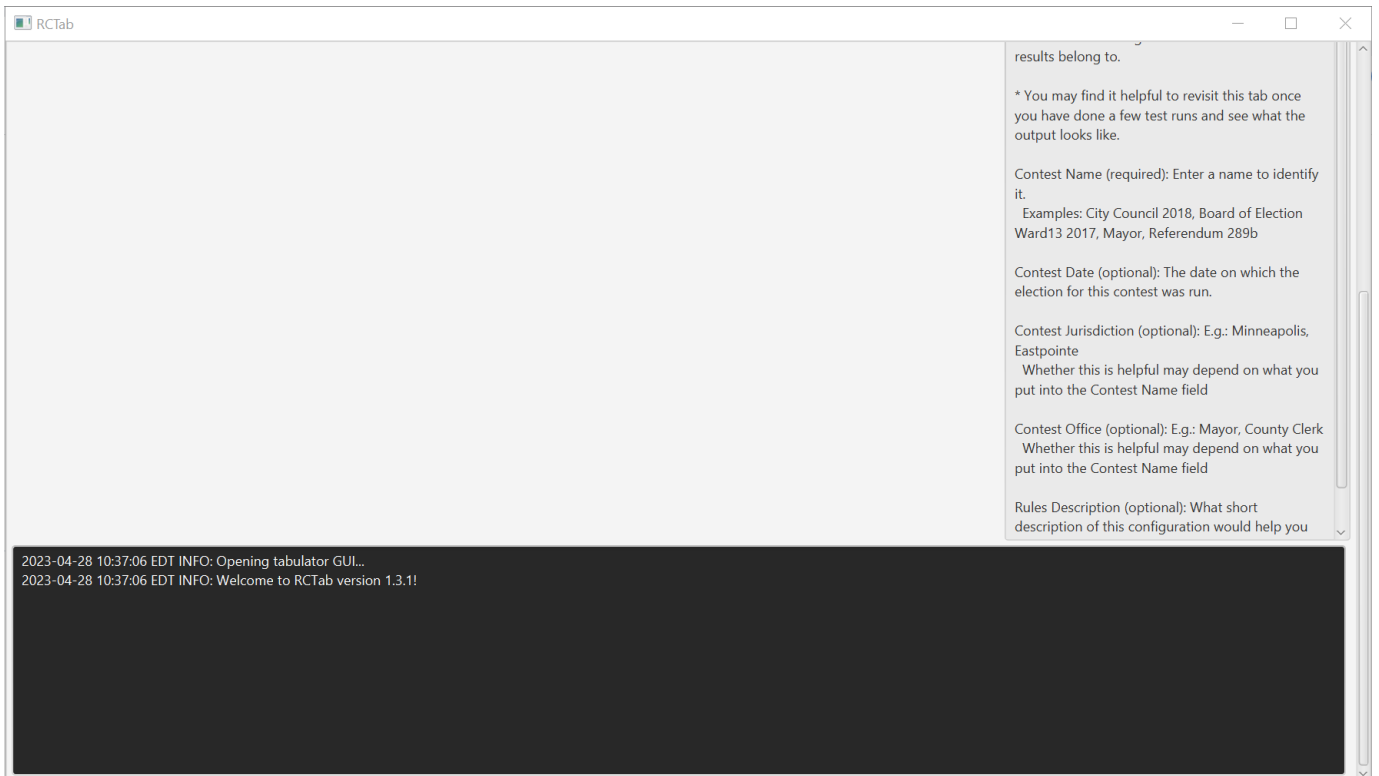 RCTab
results belong to.
* You may find it helpful to revisit this tab once
you have done a few test runs and see what the
output looks like.
Contest Name (required): Enter a name to identify
it.
Examples: City Council 2018, Board of Election
Ward13 2017, Mayor, Referendum 289b
Contest Date (optional): The date on which the
election for this contest was run.
Contest Jurisdiction (optional): E.g.: Minneapolis,
Eastpointe
Whether this is helpful may depend on what you
put into the Contest Name field
Contest Office (optional): E.g.: Mayor, County Clerk
Whether this is helpful may depend on what you
put into the Contest Name field
Rules Description (optional): What short
description of this configuration would help you
2023-04-28 10:37:06 EDT INFO: Opening tabulator GUI...
2023-04-28 10:37:06 EDT INFO: Welcome to RCTab version 1.3.1!